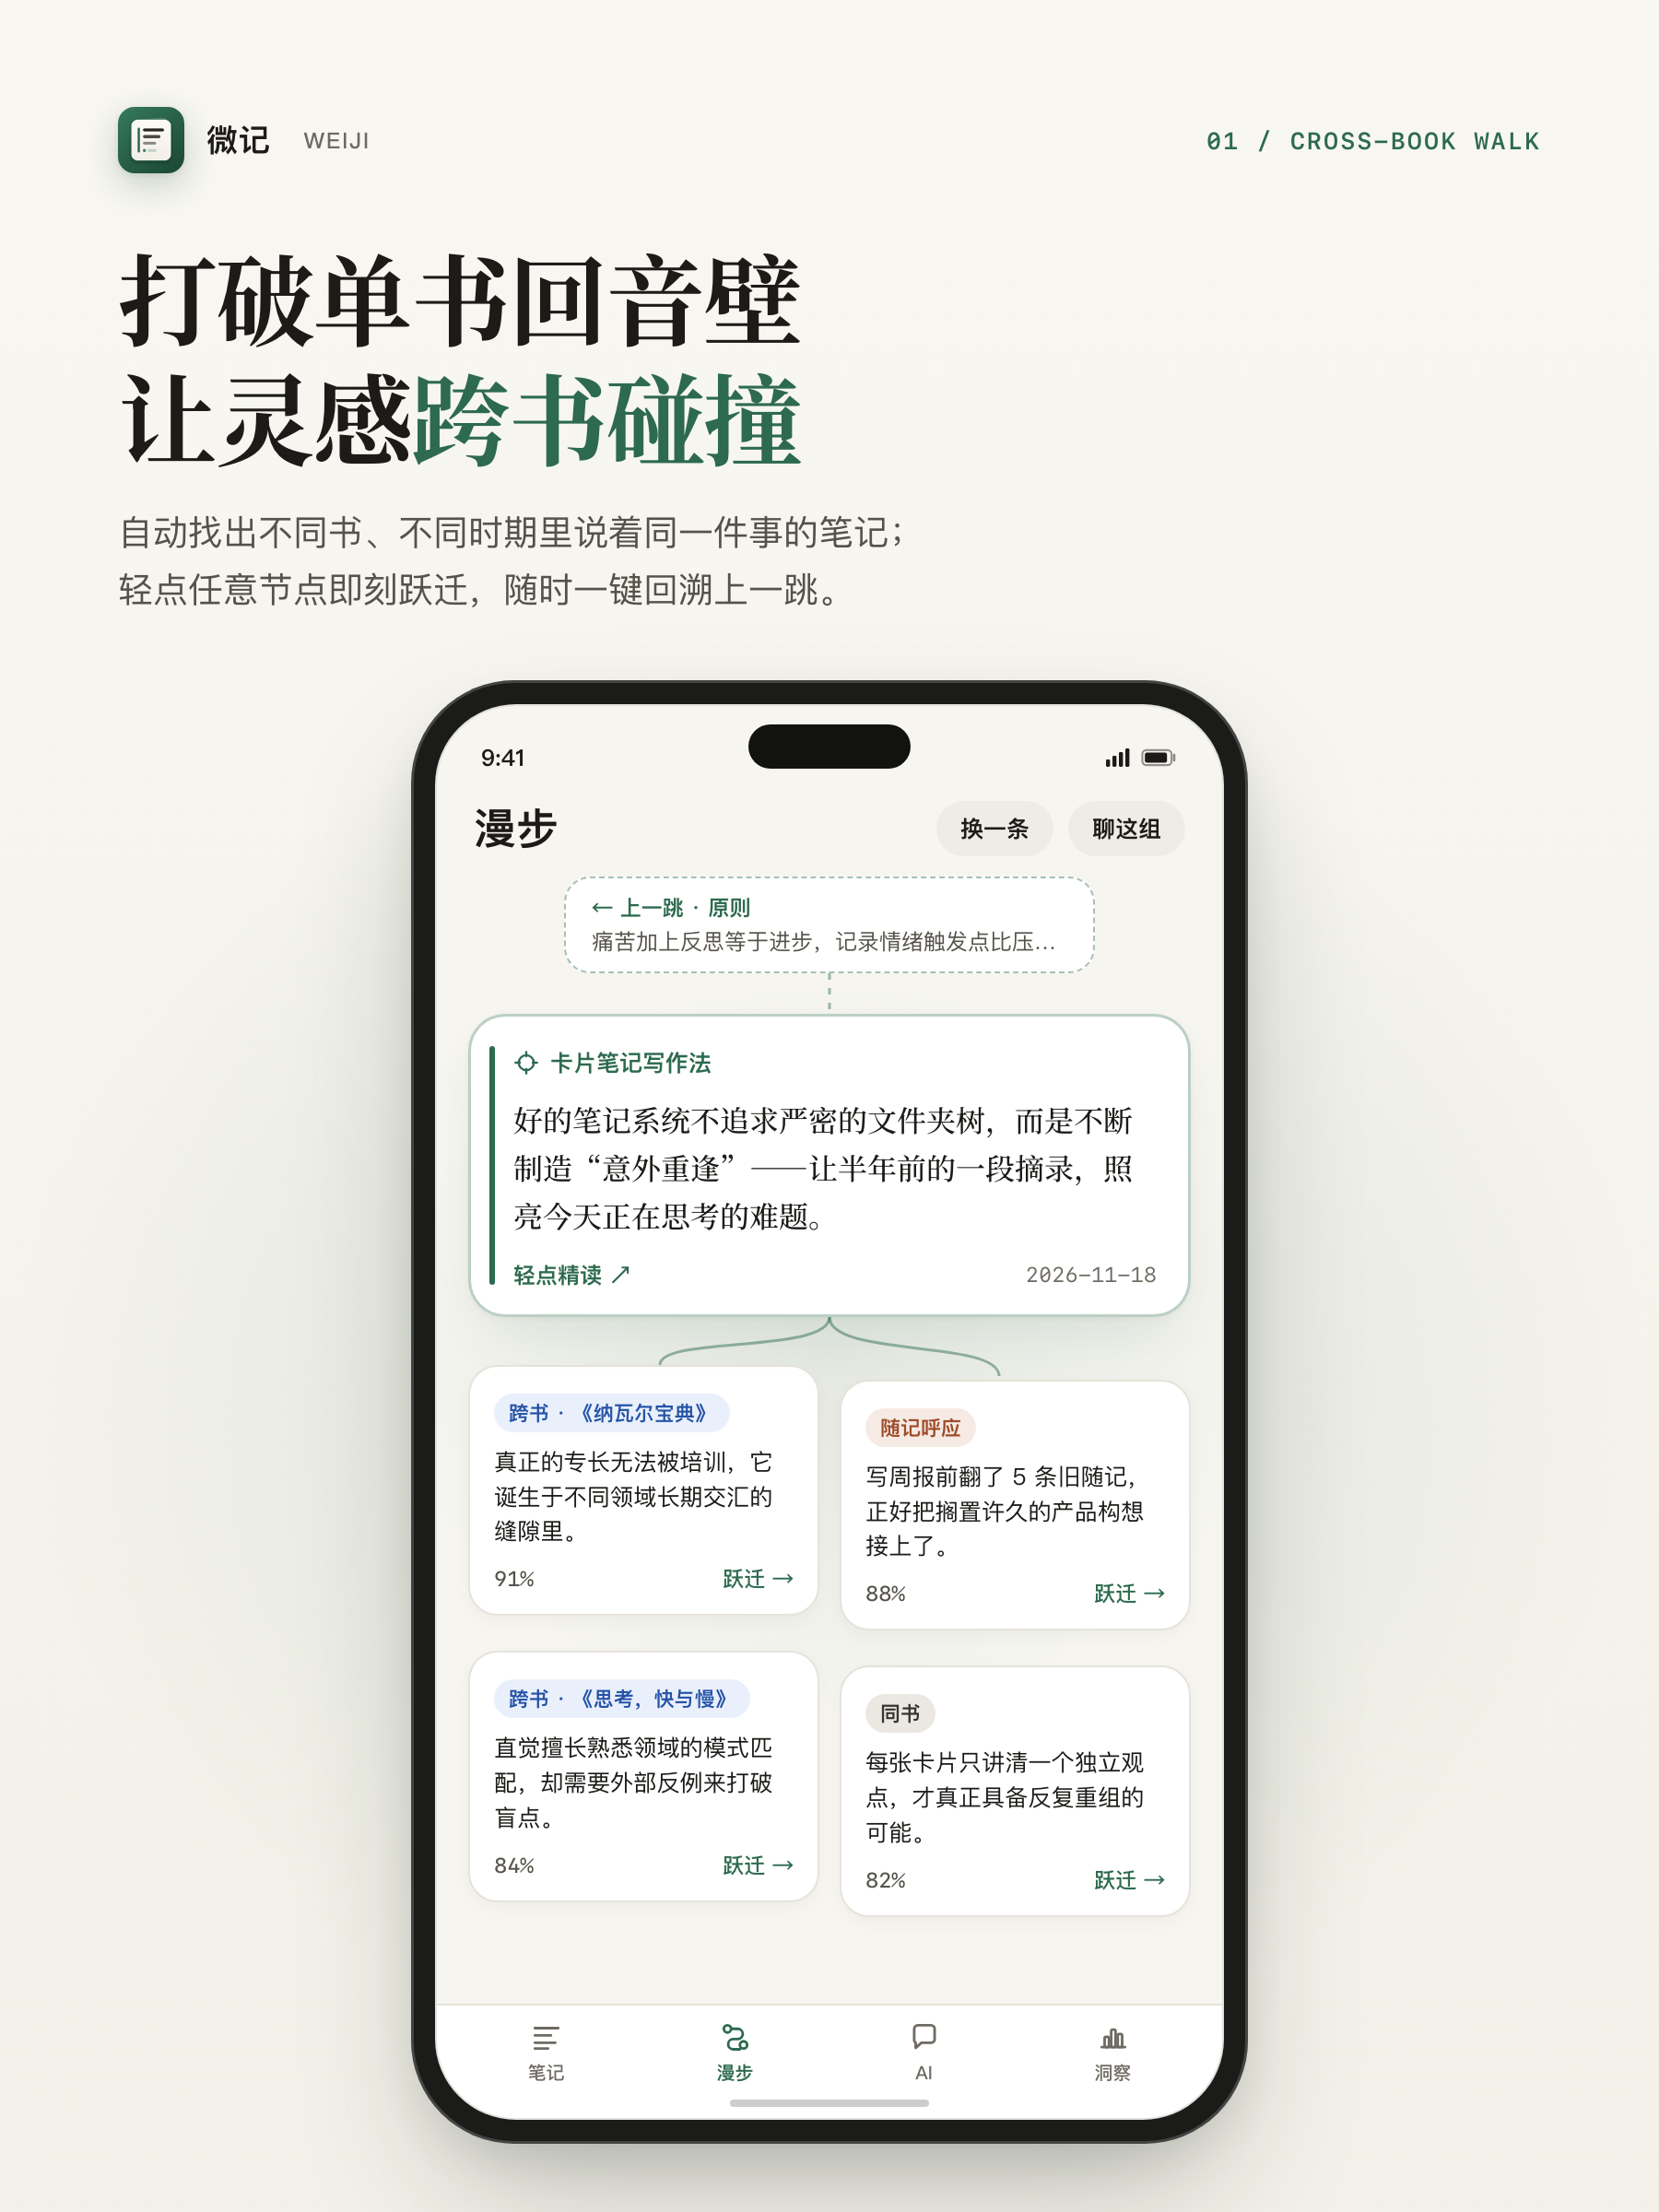 微记 WEIJI
01 / CROSS-BOOK WALK
打破单书回音壁
让灵感跨书碰撞
自动找出不同书、不同时期里说着同一件事的笔记；
轻点任意节点即刻跃迁，随时一键回溯上一跳。
9:41
漫步
换一条
聊这组
← 上一跳 · 原则
痛苦加上反思等于进步，记录情绪触发点比压…
卡片笔记写作法
好的笔记系统不追求严密的文件夹树，而是不断
制造“意外重逢”——让半年前的一段摘录，照
亮今天正在思考的难题。
轻点精读 ↗
2026-11-18
跨书 · 《纳瓦尔宝典》
真正的专长无法被培训，它
诞生于不同领域长期交汇的
缝隙里。
91%
跃迁 →
随记呼应
写周报前翻了 5 条旧随记，
正好把搁置许久的产品构想
接上了。
88%
跃迁 →
跨书 · 《思考，快与慢》
直觉擅长熟悉领域的模式匹
配，却需要外部反例来打破
盲点。
84%
跃迁 →
同书
每张卡片只讲清一个独立观
点，才真正具备反复重组的
可能。
82%
跃迁 →
笔记
漫步
AI
洞察